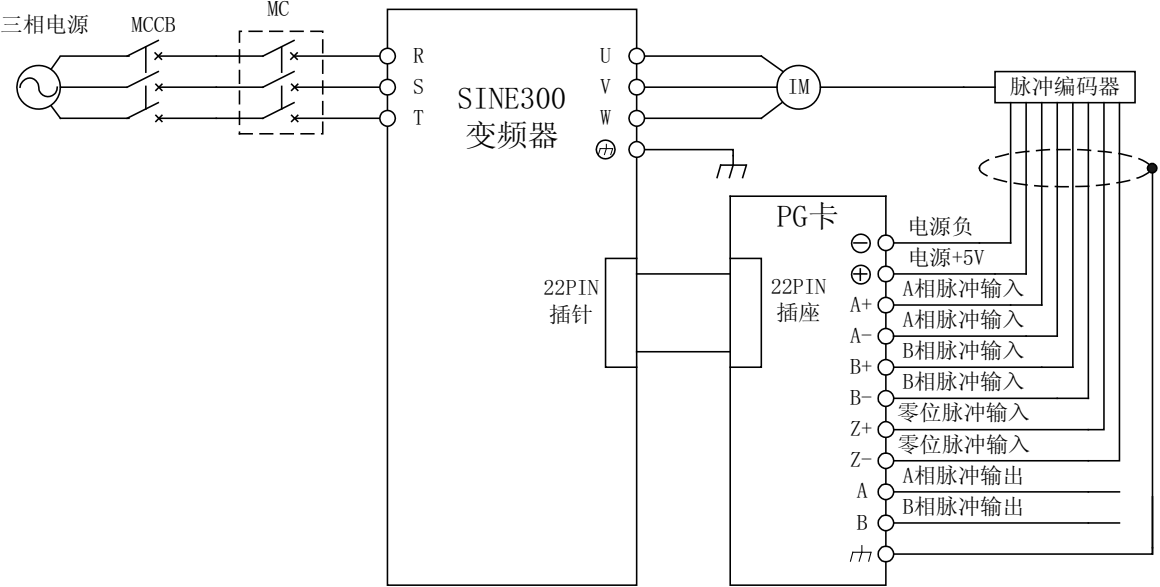 三相电源
MCCB
MC
R
S
T
SINE300
变频器
U
V
W
IM
脉冲编码器
PG卡
22PIN
插针
22PIN
插座
电源负
电源+5V
A+
A相脉冲输入
A-
A相脉冲输入
B+
B相脉冲输入
B-
B相脉冲输入
Z+
零位脉冲输入
Z-
零位脉冲输入
A
A相脉冲输出
B
B相脉冲输出